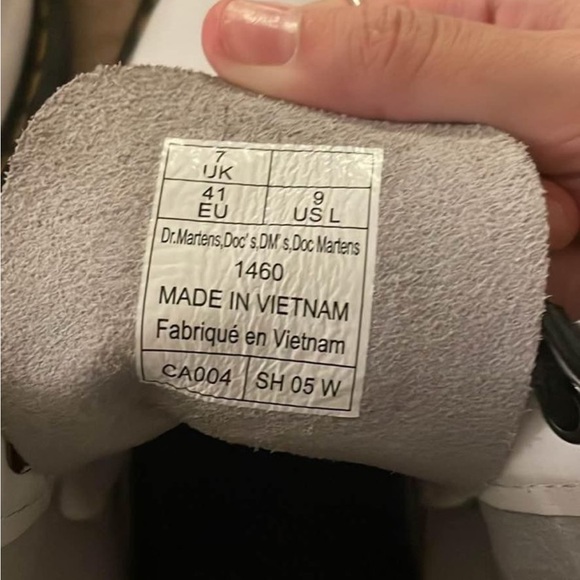 7
UK
41
EU
9
US L
Dr.Martens,Doc's,DM's,Doc Martens
1460
MADE IN VIETNAM
Fabriqué en Vietnam
CA004 SH 05 W